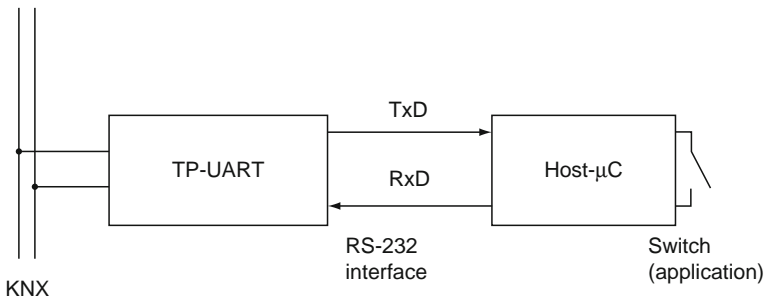 TxD
TP-UART
Host-μC
RxD
RS-232
interface
Switch
(application)
KNX